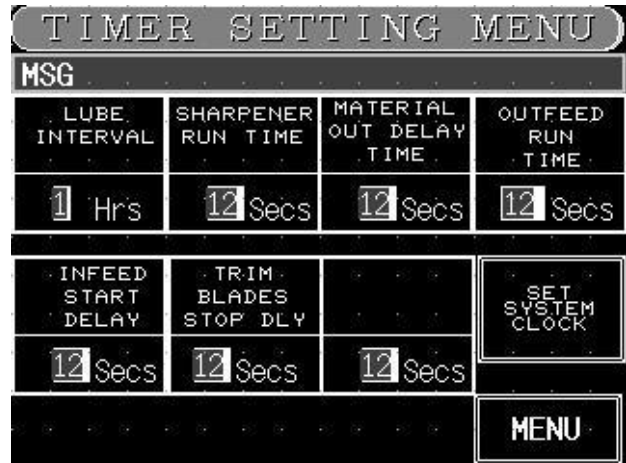 TIMER SETTING MENU
MSG
LUBE
INTERVAL
SHARPENER
RUN TIME
MATERIAL
OUT DELAY
TIME
OUTFEED
RUN
TIME
1 Hrs
12 Secs
12 Secs
12 Secs
INFEED
START
DELAY
TRIM
BLADES
STOP DLY
SET
SYSTEM
CLOCK
12 Secs
12 Secs
12 Secs
MENU